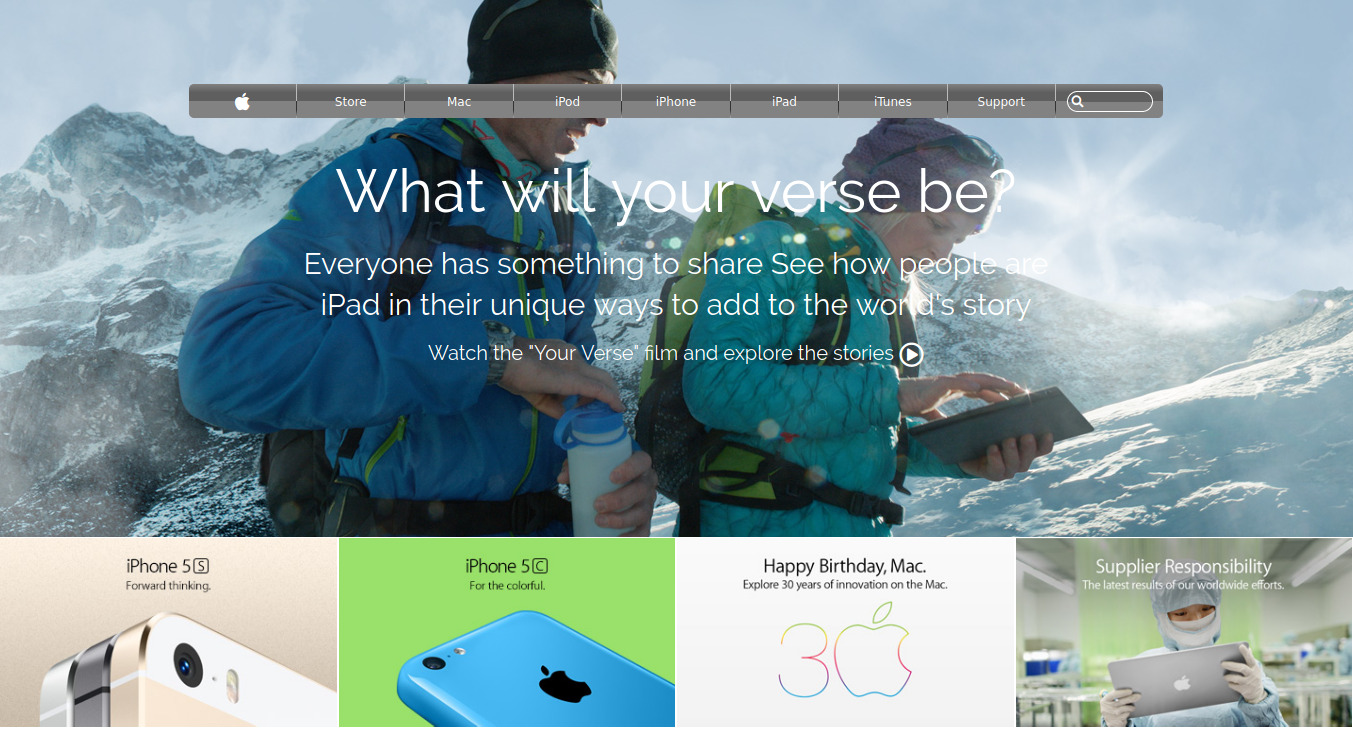 Store Mac iPod iPhone iPad iTunes Support
What will your verse be?
Everyone has something to share See how people are
iPad in their unique ways to add to the world's story
Watch the "Your Verse" film and explore the stories
iPhone 5S
Forward thinking.
iPhone 5C
For the colorful.
Happy Birthday, Mac.
Explore 30 years of innovation on the Mac.
30
Supplier Responsibility
The latest results of our worldwide efforts.